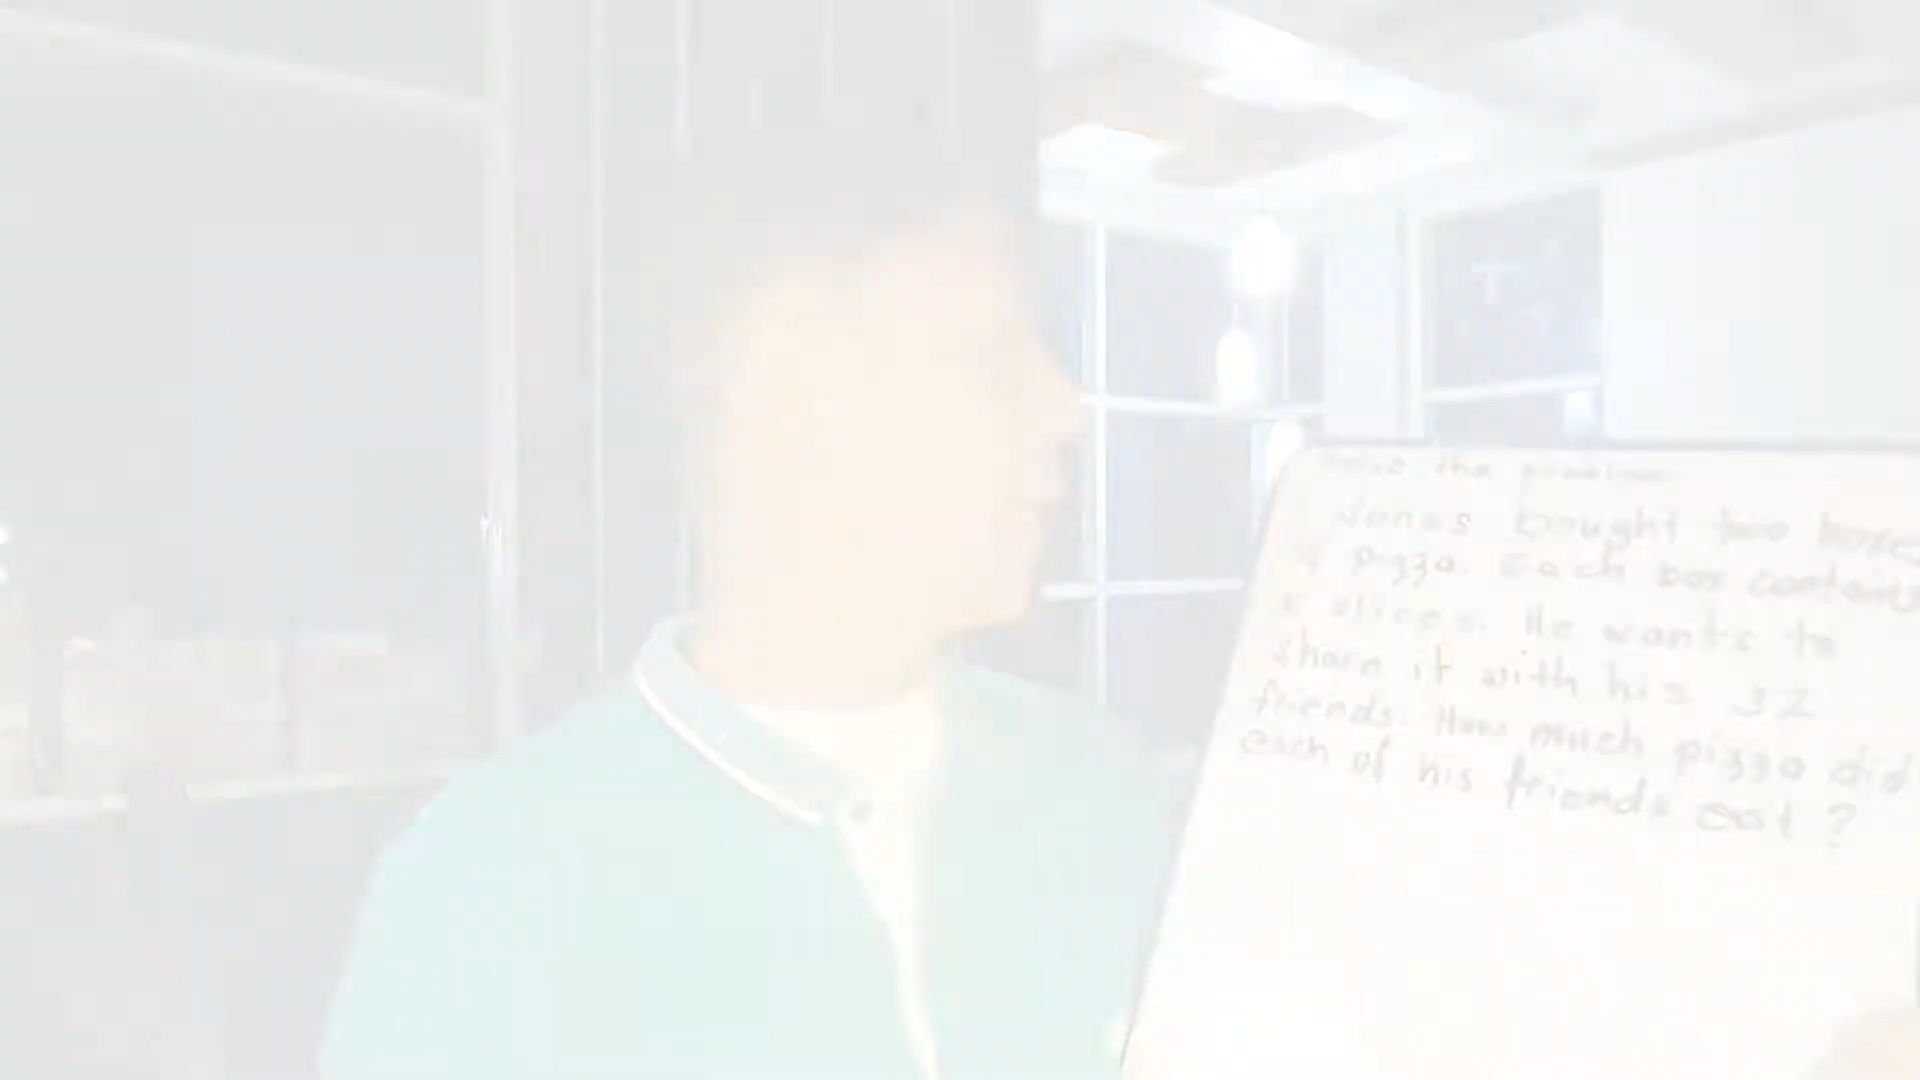 the problem
Jones bought two boxes
of pizza. Each box contains
slices. He wants to
share it with his 32
friends. How much pizza did
each of his friends eat ?